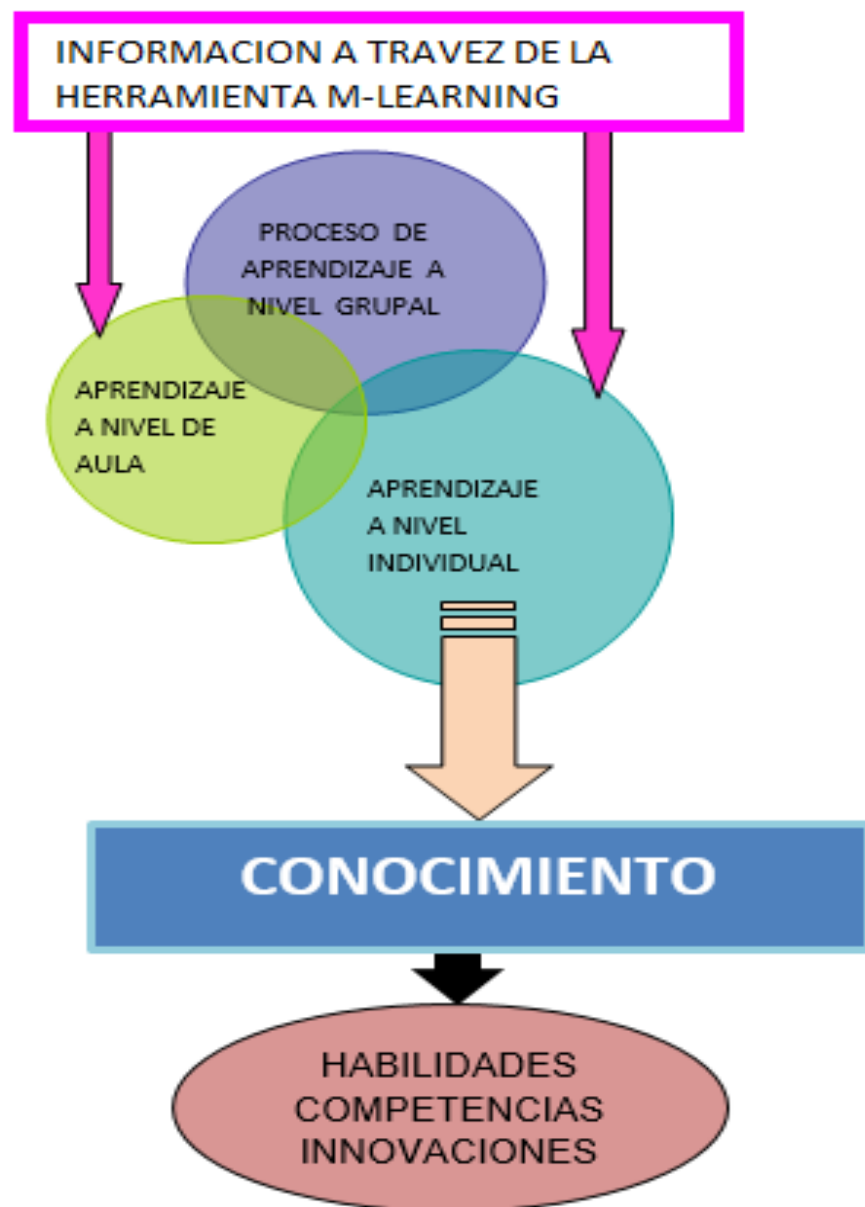 INFORMACION A TRAVEZ DE LA
HERRAMIENTA M-LEARNING
PROCESO DE
APRENDIZAJE A
NIVEL GRUPAL
APRENDIZAJE
A NIVEL DE
AULA
APRENDIZAJE
A NIVEL
INDIVIDUAL
CONOCIMIENTO
HABILIDADES
COMPETENCIAS
INNOVACIONES